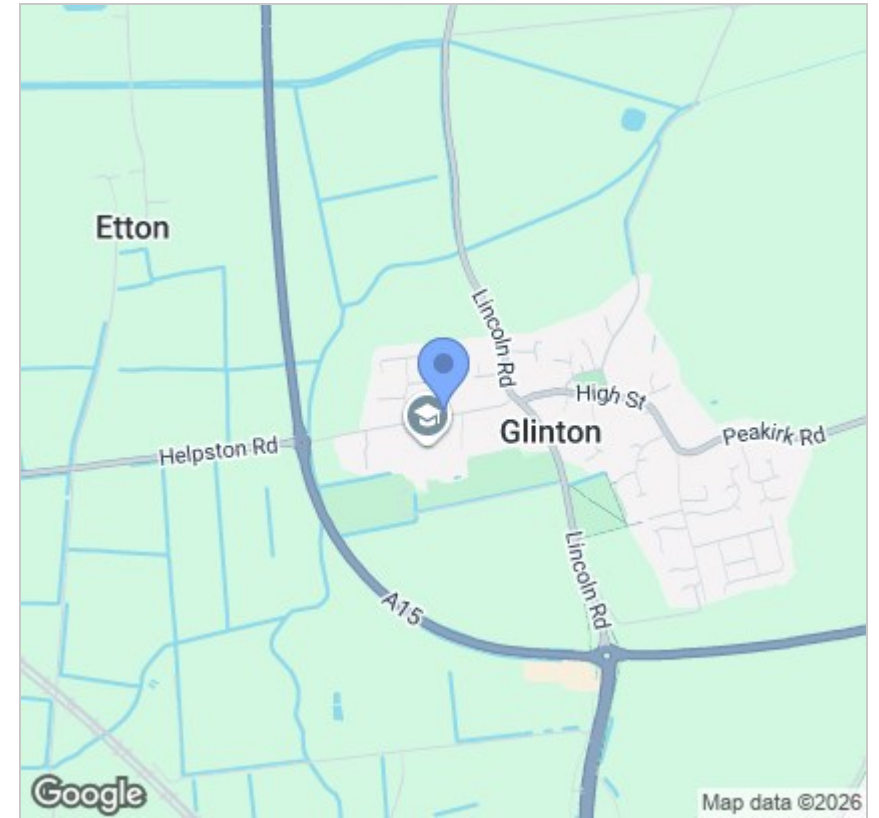 Etton
Lincoln Rd
High St
Glinton
Peakirk Rd
Helpston Rd
Lincoln Rd
A15
Google
Map data ©2026